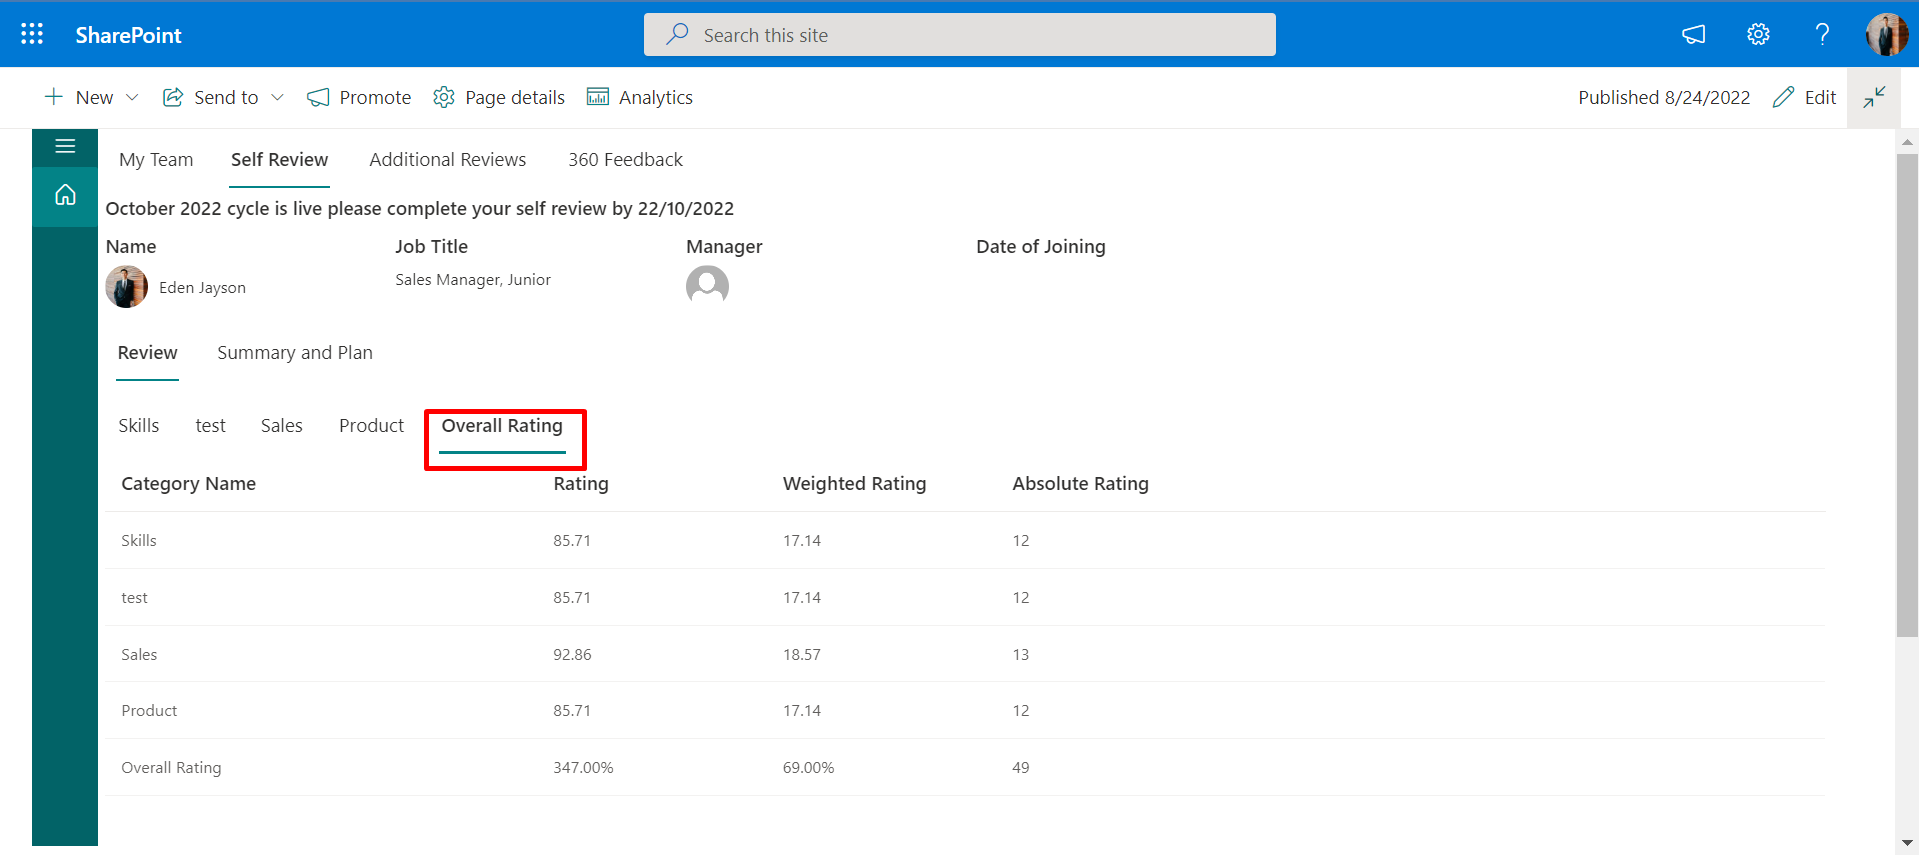 SharePoint
Search this site
New Send to Promote Page details Analytics Published 8/24/2022 Edit
My Team Self Review Additional Reviews 360 Feedback
October 2022 cycle is live please complete your self review by 22/10/2022
Name Job Title Manager Date of Joining
Eden Jayson Sales Manager, Junior
Review Summary and Plan
Skills test Sales Product Overall Rating
Category Name Rating Weighted Rating Absolute Rating
Skills 85.71 17.14 12
test 85.71 17.14 12
Sales 92.86 18.57 13
Product 85.71 17.14 12
Overall Rating 347.00% 69.00% 49